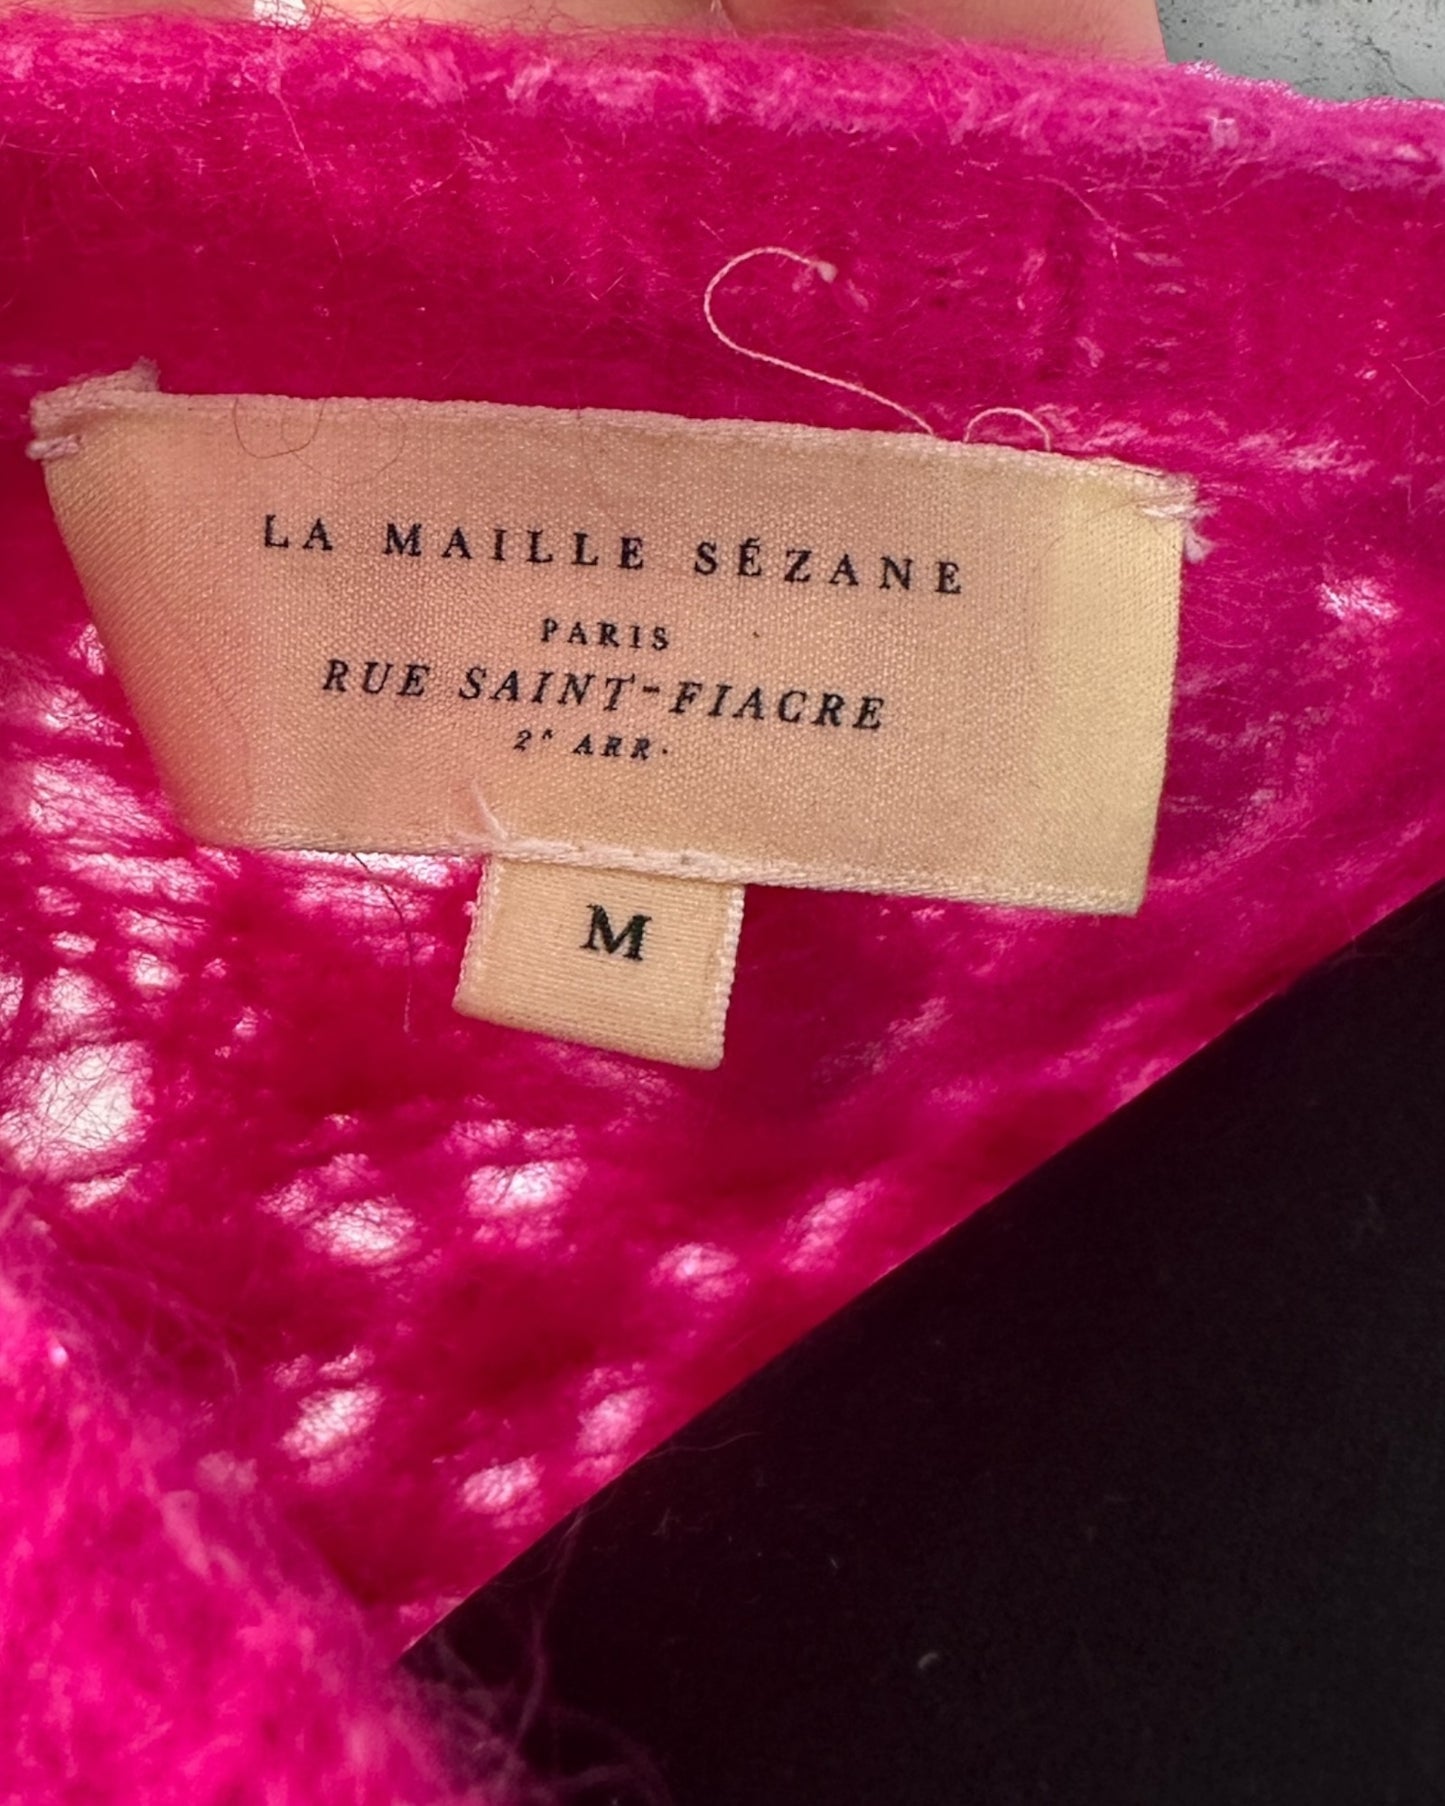 LA MAILLE SÉZANE
PARIS
RUE SAINT-FIACRE
2ᴱ ARR.
M